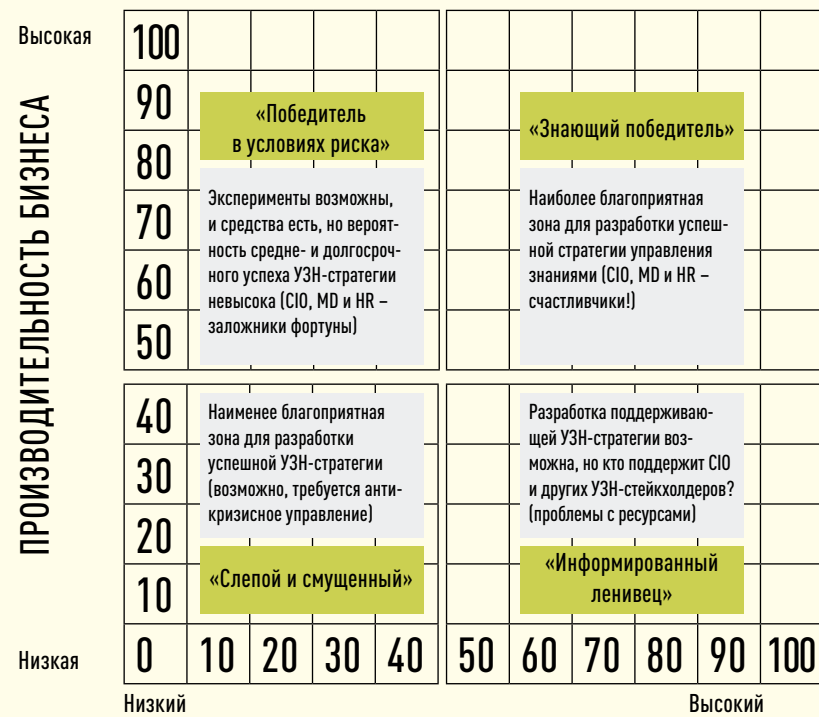 Высокая
ПРОИЗВОДИТЕЛЬНОСТЬ БИЗНЕСА
Низкая
100
90
80
70
60
50
«Победитель
в условиях риска»
Эксперименты возможны,
и средства есть, но вероят-
ность средне- и долгосроч-
ного успеха УЗН-стратегии
невысока (CIO, MD и HR –
заложники фортуны)
«Знающий победитель»
Наиболее благоприятная
зона для разработки успеш-
ной стратегии управления
знаниями (CIO, MD и HR –
счастливчики!)
40
30
20
10
Наименее благоприятная
зона для разработки
успешной УЗН-стратегии
(возможно, требуется анти-
кризисное управление)
«Слепой и смущенный»
Разработка поддерживаю-
щей УЗН-стратегии воз-
можна, но кто поддержит CIO
и других УЗН-стейкхолдеров?
(проблемы с ресурсами)
«Информированный
ленивец»
0 10 20 30 40 50 60 70 80 90 100
Низкий Высокий